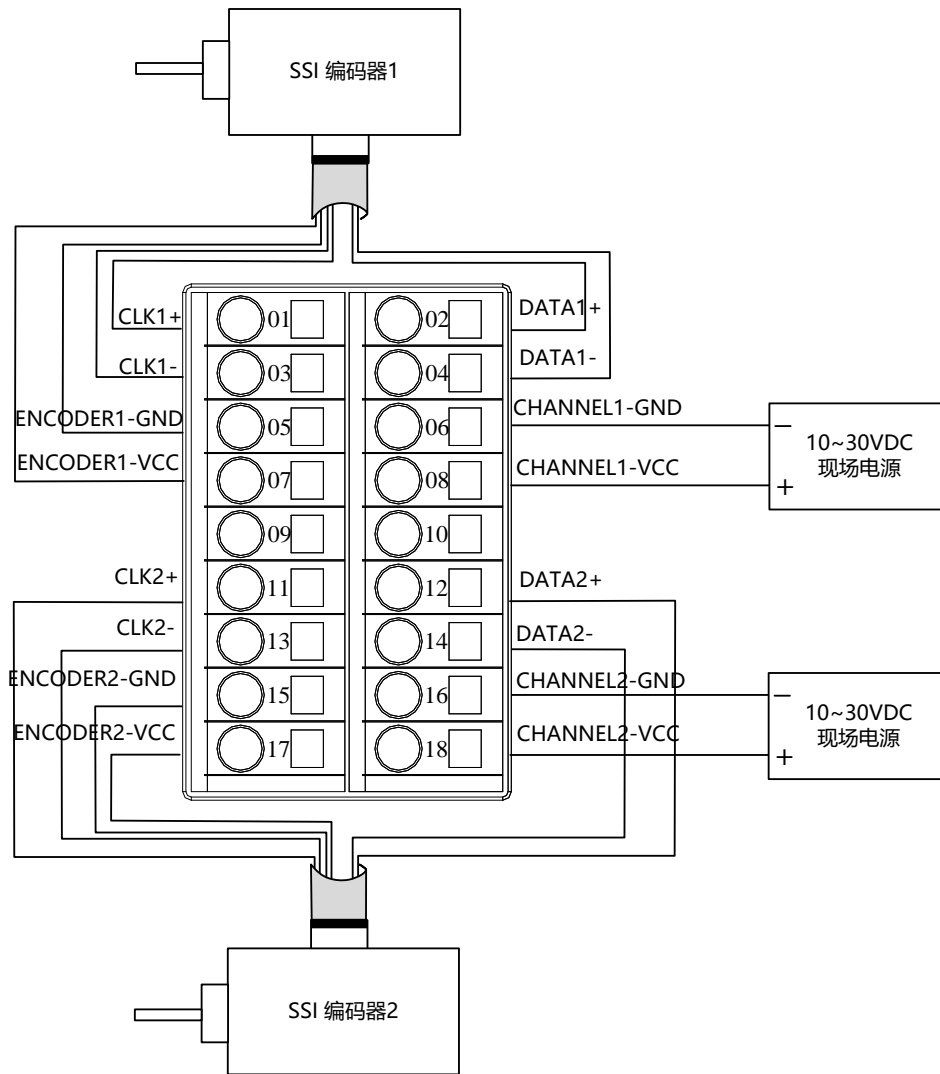 SSI 编码器1
CLK1+
01
02
DATA1+
CLK1-
03
04
DATA1-
ENCODER1-GND
05
06
CHANNEL1-GND
ENCODER1-VCC
07
08
CHANNEL1-VCC
−
10~30VDC
现场电源
+
09
10
CLK2+
11
12
DATA2+
CLK2-
13
14
DATA2-
ENCODER2-GND
15
16
CHANNEL2-GND
ENCODER2-VCC
17
18
CHANNEL2-VCC
−
10~30VDC
现场电源
+
SSI 编码器2